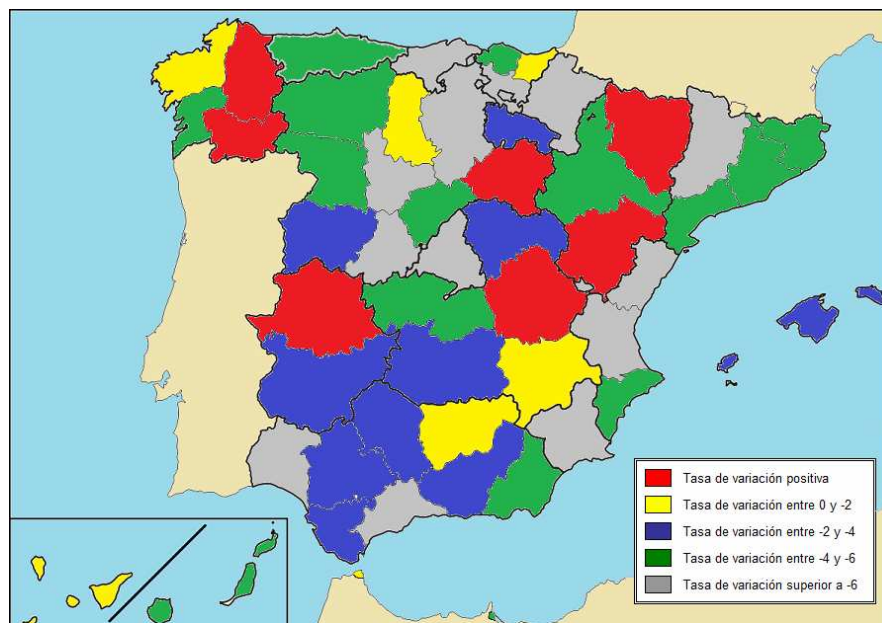 Tasa de variación positiva
Tasa de variación entre 0 y -2
Tasa de variación entre -2 y -4
Tasa de variación entre -4 y -6
Tasa de variación superior a -6